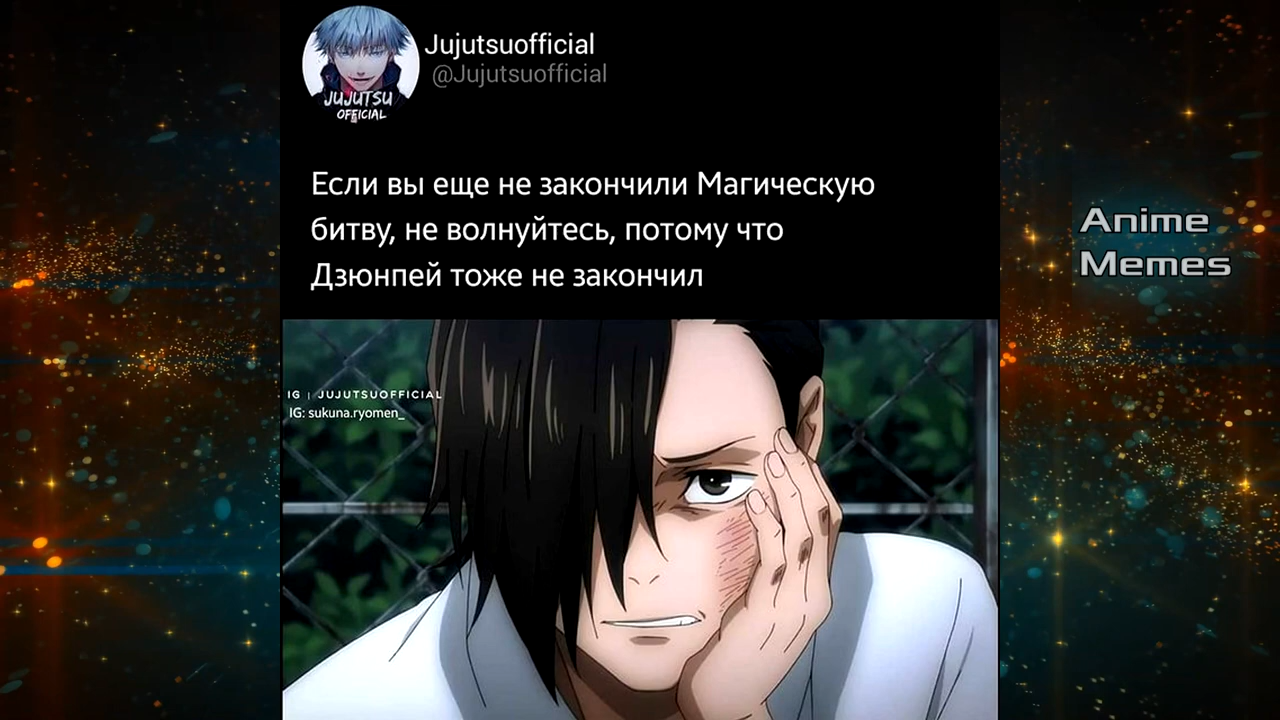 Jujutsuofficial
@Jujutsuofficial
JUJUTSU
OFFICIAL
Если вы еще не закончили Магическую
битву, не волнуйтесь, потому что
Дзюнпей тоже не закончил
Anime
Memes
IG | JUJUTSUOFFICIAL
IG: sukuna.ryomen_